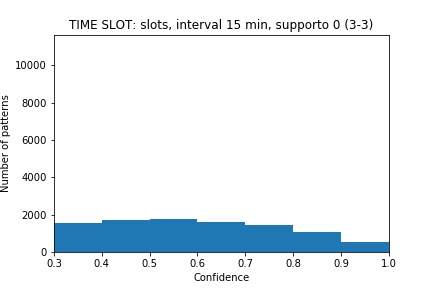 TIME SLOT: slots, interval 15 min, supporto 0 (3-3)
Number of patterns
10000
8000
6000
4000
2000
0
0.3 0.4 0.5 0.6 0.7 0.8 0.9 1.0
Confidence